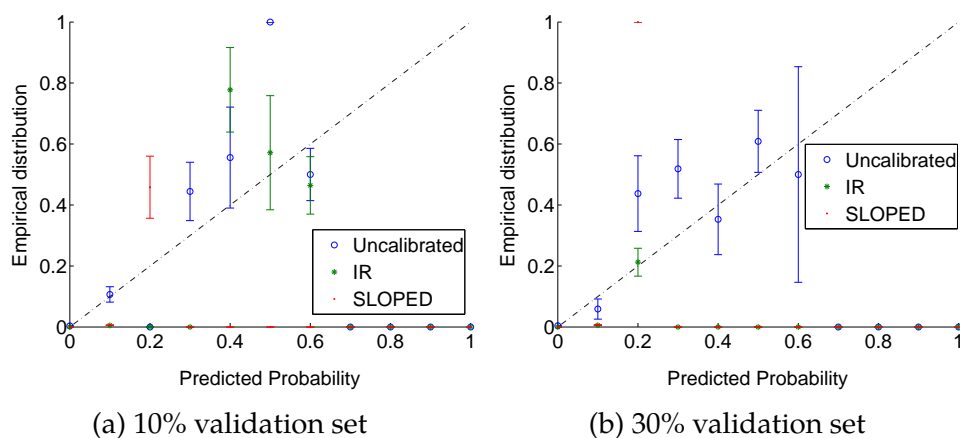 1
0.8
0.6
0.4
0.2
0
0 0.2 0.4 0.6 0.8 1
Empirical distribution
Predicted Probability
Uncalibrated
IR
SLOPED
(a) 10% validation set
1
0.8
0.6
0.4
0.2
0
0 0.2 0.4 0.6 0.8 1
Empirical distribution
Predicted Probability
Uncalibrated
IR
SLOPED
(b) 30% validation set